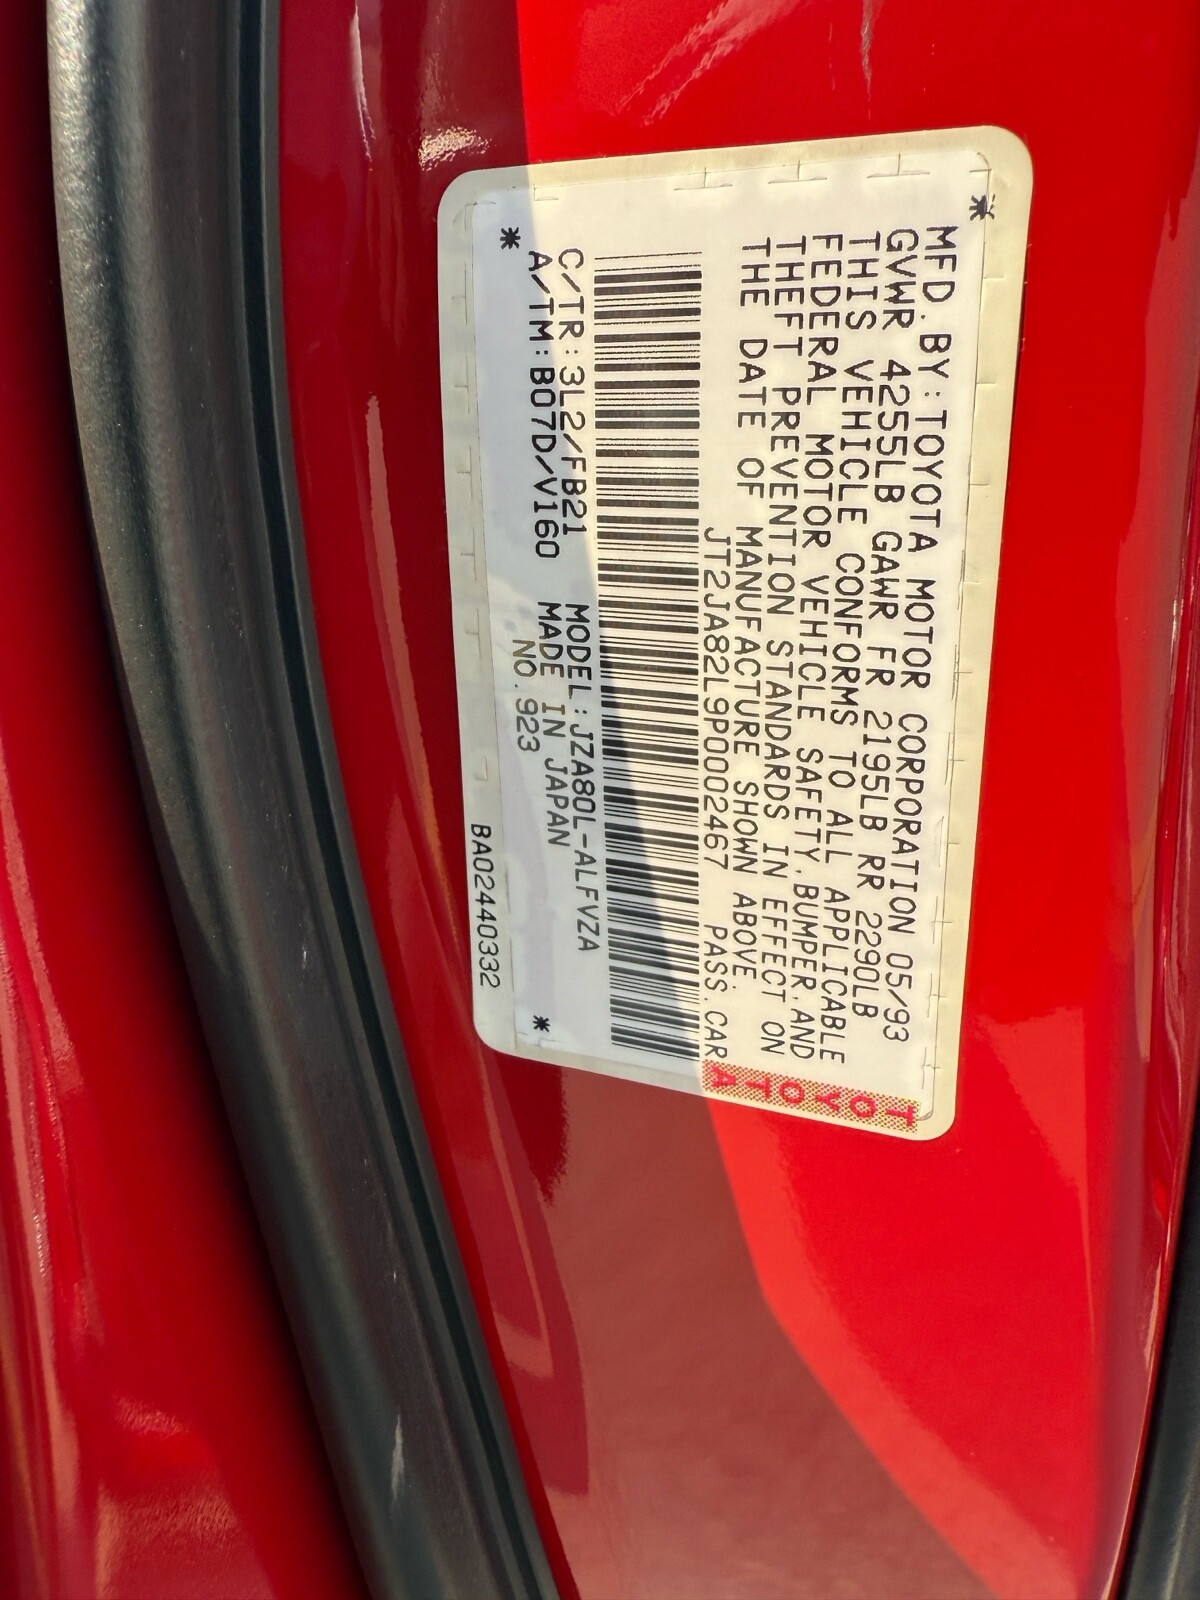 MFD. BY:TOYOTA MOTOR CORPORATION 05/93
GVWR 4255LB GAWR FR 2195LB RR 2290LB
THIS VEHICLE CONFORMS TO ALL APPLICABLE
FEDERAL MOTOR VEHICLE SAFETY,BUMPER,AND
THEFT PREVENTION STANDARDS IN EFFECT ON
THE DATE OF MANUFACTURE SHOWN ABOVE.
JT2JA82L9P0002467 PASS.CAR
C/TR:3L2/FB21 MODEL:JZA80L-ALFVZA
A/TM:B07D/V160 MADE IN JAPAN
NO.923
BA02440332
TOYOTA